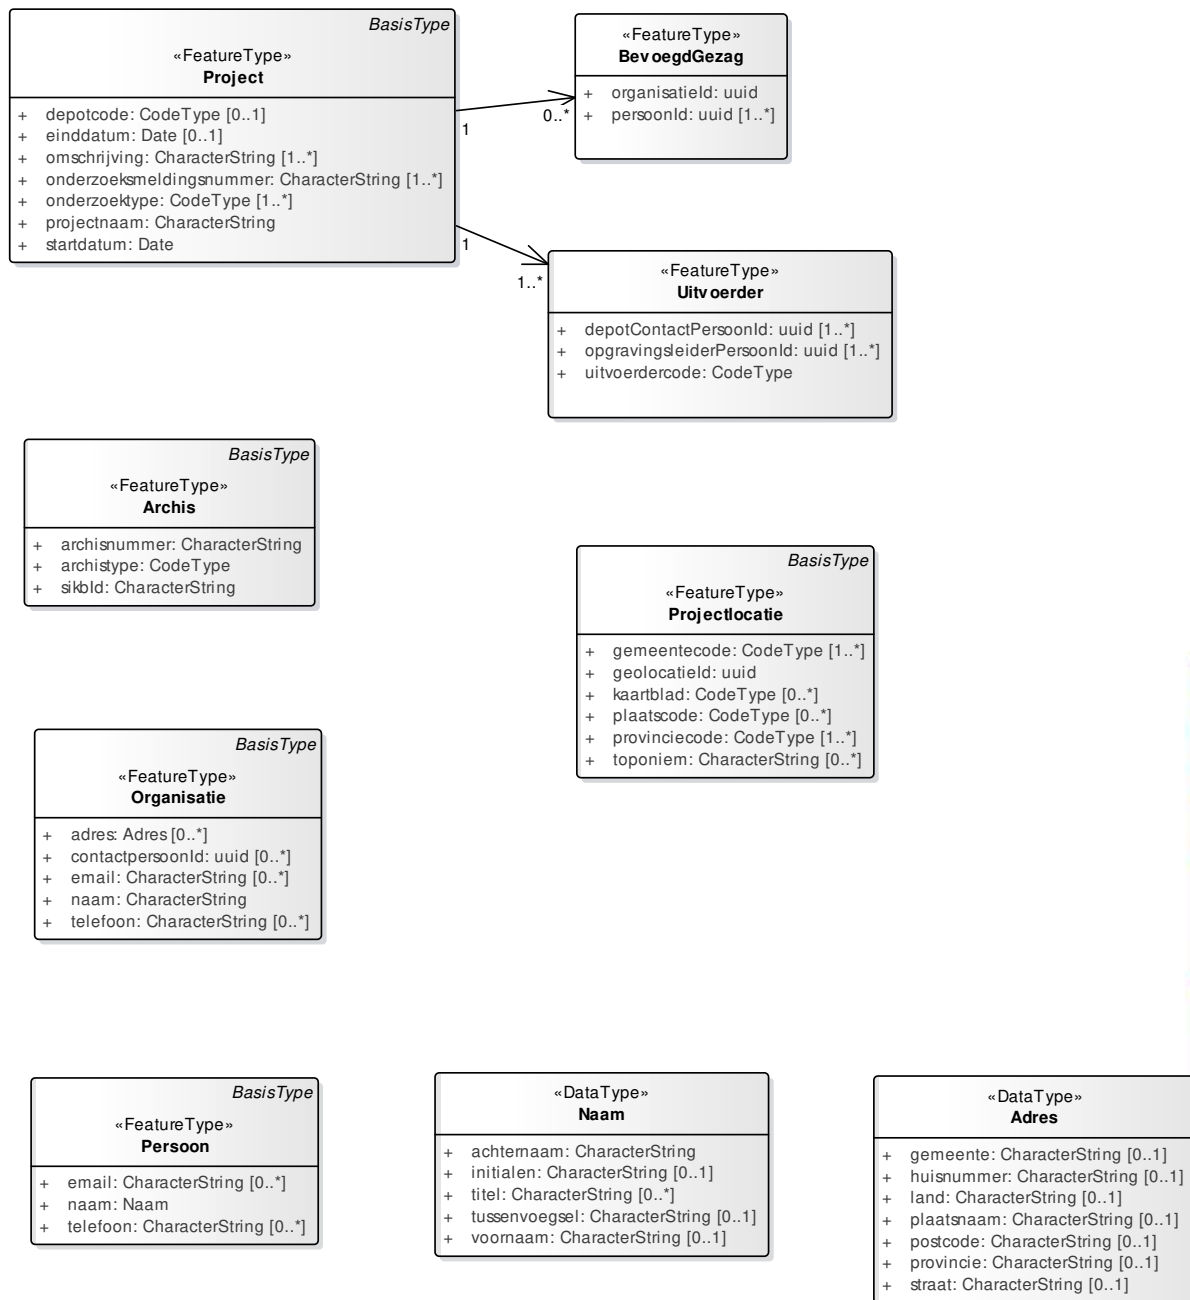 BasisType
«FeatureType»
Project
+ depotcode: CodeType [0..1]
+ einddatum: Date [0..1]
+ omschrijving: CharacterString [1..*]
+ onderzoeksmeldingsnummer: CharacterString [1..*]
+ onderzoektype: CodeType [1..*]
+ projectnaam: CharacterString
+ startdatum: Date
1
0..*
«FeatureType»
BevoegdGezag
+ organisatieId: uuid
+ persoonId: uuid [1..*]
1
1..*
«FeatureType»
Uitvoerder
+ depotContactPersoonId: uuid [1..*]
+ opgravingsleiderPersoonId: uuid [1..*]
+ uitvoerdercode: CodeType
BasisType
«FeatureType»
Archis
+ archisnummer: CharacterString
+ archistype: CodeType
+ sikbId: CharacterString
BasisType
«FeatureType»
Projectlocatie
+ gemeentecode: CodeType [1..*]
+ geolocatieId: uuid
+ kaartblad: CodeType [0..*]
+ plaatscode: CodeType [0..*]
+ provinciecode: CodeType [1..*]
+ toponiem: CharacterString [0..*]
BasisType
«FeatureType»
Organisatie
+ adres: Adres [0..*]
+ contactpersoonId: uuid [0..*]
+ email: CharacterString [0..*]
+ naam: CharacterString
+ telefoon: CharacterString [0..*]
BasisType
«FeatureType»
Persoon
+ email: CharacterString [0..*]
+ naam: Naam
+ telefoon: CharacterString [0..*]
«DataType»
Naam
+ achternaam: CharacterString
+ initialen: CharacterString [0..1]
+ titel: CharacterString [0..*]
+ tussenvoegsel: CharacterString [0..1]
+ voornaam: CharacterString [0..1]
«DataType»
Adres
+ gemeente: CharacterString [0..1]
+ huisnummer: CharacterString [0..1]
+ land: CharacterString [0..1]
+ plaatsnaam: CharacterString [0..1]
+ postcode: CharacterString [0..1]
+ provincie: CharacterString [0..1]
+ straat: CharacterString [0..1]